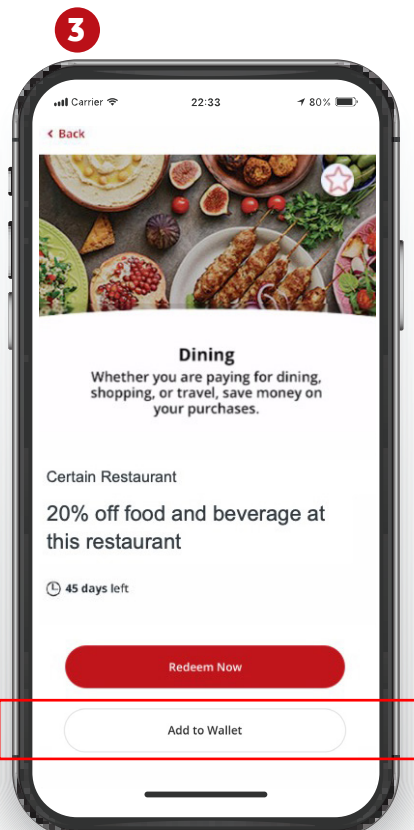 3
Carrier 22:33 80%
< Back
Dining
Whether you are paying for dining,
shopping, or travel, save money on
your purchases.
Certain Restaurant
20% off food and beverage at
this restaurant
45 days left
Redeem Now
Add to Wallet